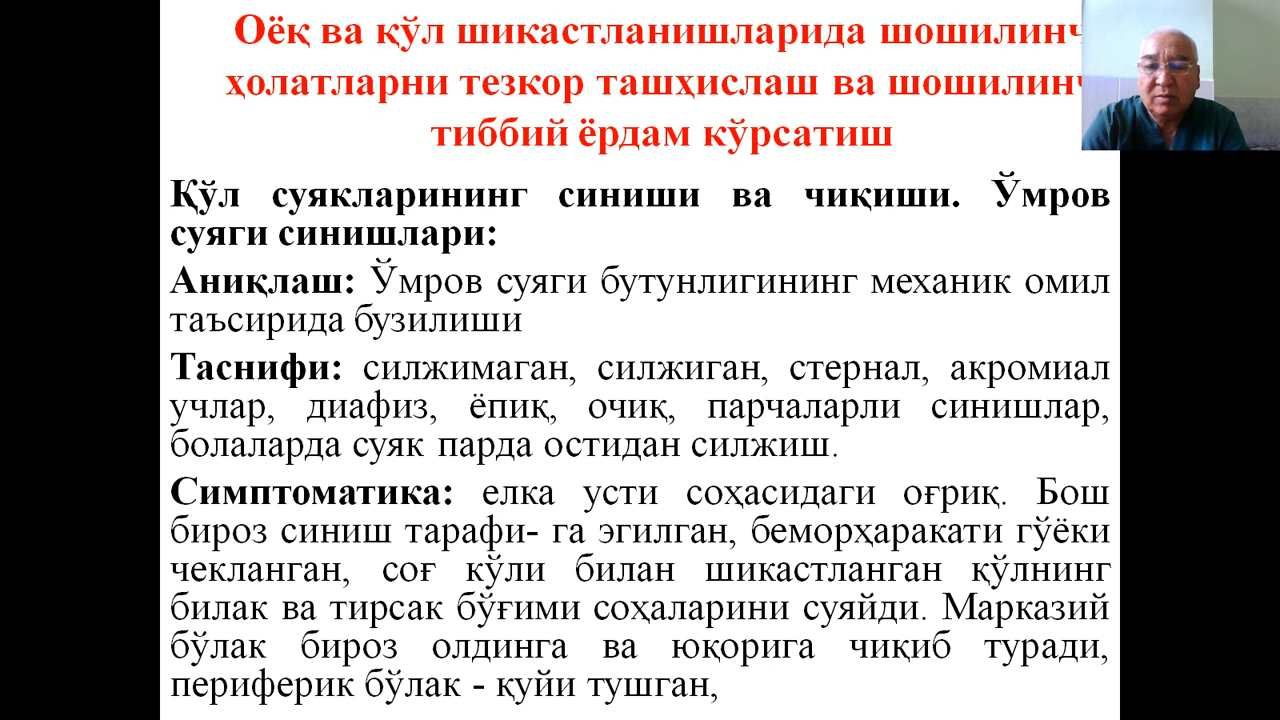 Оёқ ва қўл шикастланишларида шошилинч
ҳолатларни тезкор ташҳислаш ва шошилинч
тиббий ёрдам кўрсатиш
Қўл суякларининг синиши ва чиқиши. Ўмров
суяги синишлари:
Аниқлаш: Ўмров суяги бутунлигининг механик омил
таъсирида бузилиши
Таснифи: силжимаган, силжиган, стернал, акромиал
учлар, диафиз, ёпиқ, очиқ, парчаларли синишлар,
болаларда суяк парда остидан силжиш.
Симптоматика: елка усти соҳасидаги оғриқ. Бош
бироз синиш тарафи- га эгилган, беморҳаракати гўёки
чекланган, соғ кўли билан шикастланган қўлнинг
билак ва тирсак бўғими соҳаларини суяйди. Марказий
бўлак бироз олдинга ва юқорига чиқиб туради,
периферик бўлак - қуйи тушган,